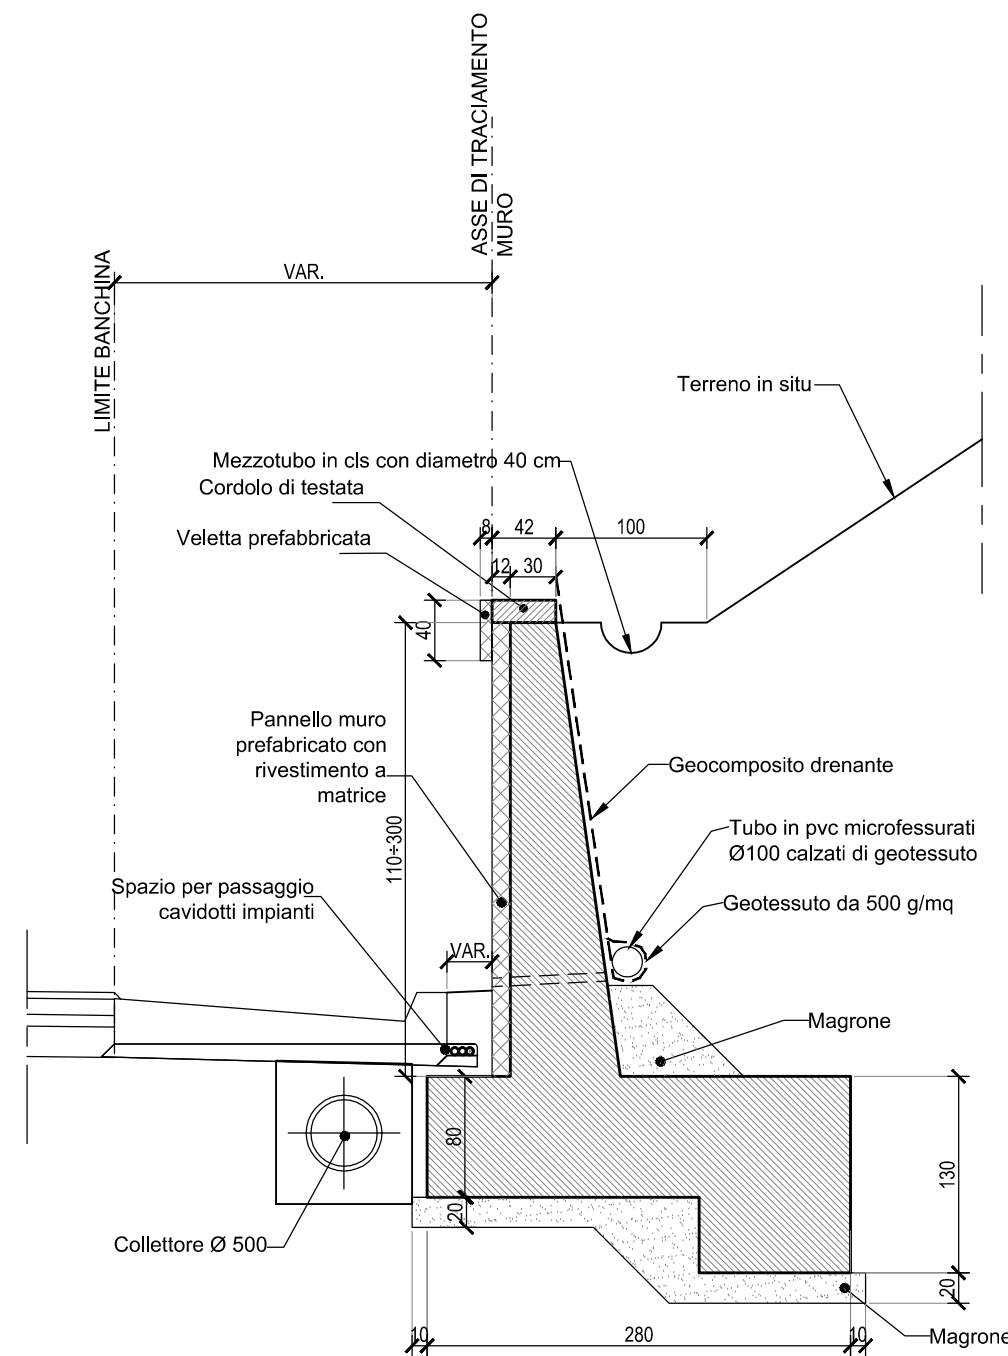 ASSE DI TRACIAMENTO
MURO
LIMITE BANCHINA
VAR.
Terreno in situ
Mezzotubo in cls con diametro 40 cm
Cordolo di testata
Veletta prefabbricata
8
42
100
12
30
40
Pannello muro
prefabricato con
rivestimento a
matrice
Geocomposito drenante
110÷300
Tubo in pvc microfessurati
Ø100 calzati di geotessuto
Spazio per passaggio
cavidotti impianti
Geotessuto da 500 g/mq
VAR.
Magrone
80
130
20
Collettore Ø 500
20
10
280
10
Magrone